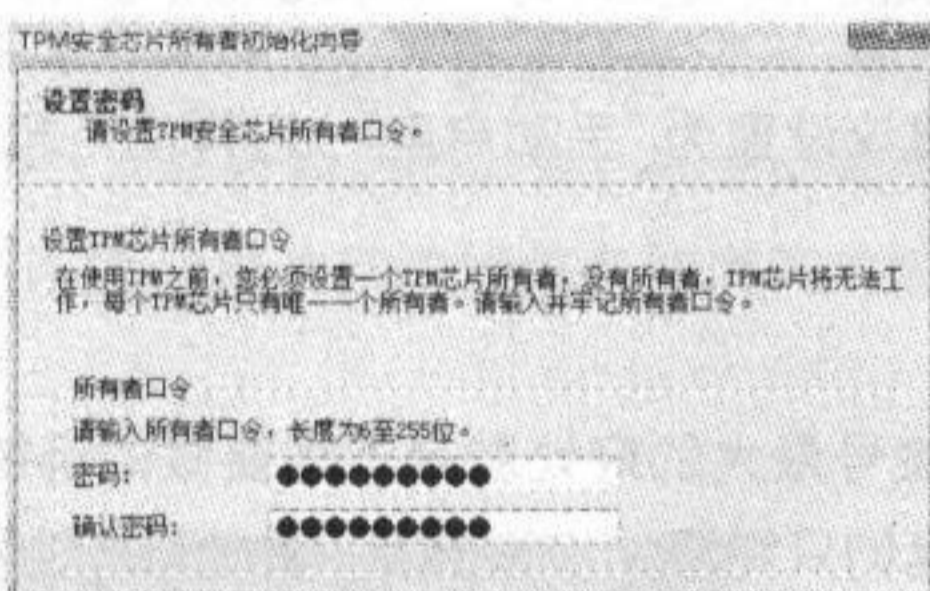 TPM安全芯片所有者初始化向导
设置密码
请设置TPM安全芯片所有者口令。
设置TPM芯片所有者口令
在使用TPM之前，您必须设置一个TPM芯片所有者，没有所有者，TPM芯片将无法工
作，每个TPM芯片只有唯一一个所有者。请输入并牢记所有者口令。
所有者口令
请输入所有者口令，长度为6至255位。
密码：
确认密码：